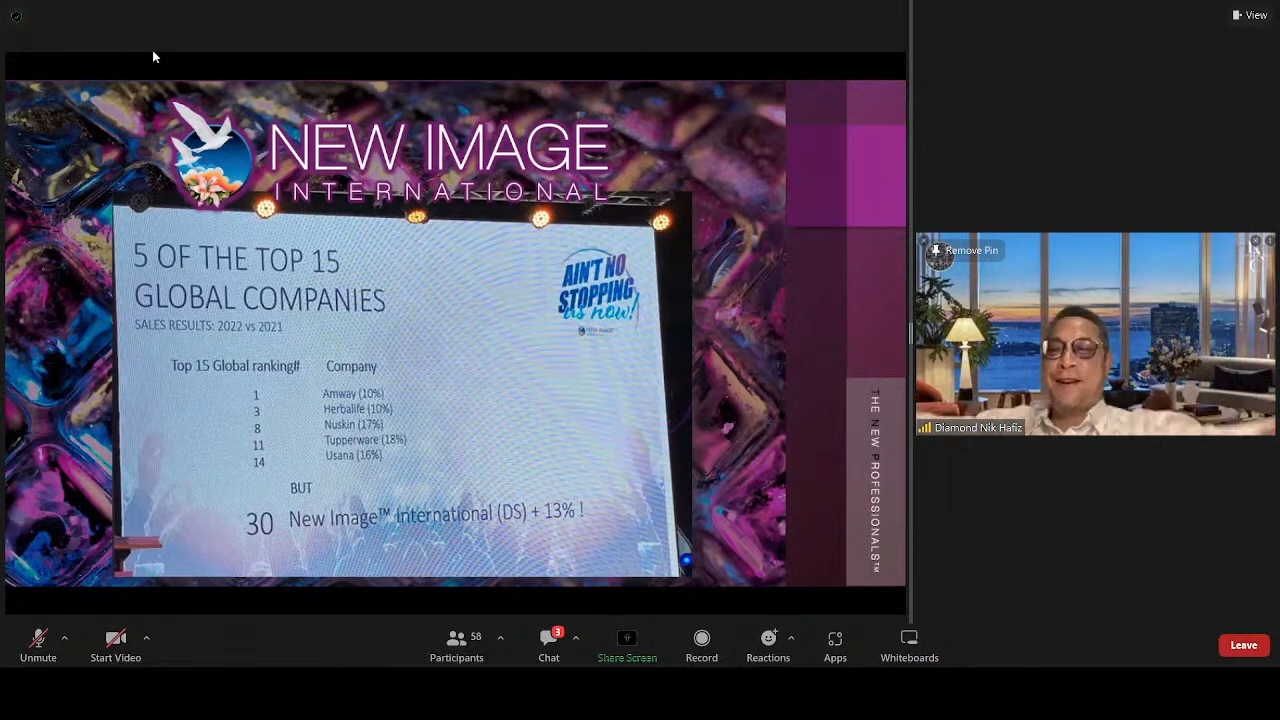 View
NEW IMAGE
INTERNATIONAL
5 OF THE TOP 15
GLOBAL COMPANIES
SALES RESULTS: 2022 vs 2021
AIN'T NO
STOPPING
us now!
NEW IMAGE
Top 15 Global ranking# Company
1 Amway (10%)
3 Herbalife (10%)
8 Nuskin (17%)
11 Tupperware (18%)
14 Usana (16%)
BUT
30 New Image™ International (DS) + 13% !
THE NEW PROFESSIONALS™
Remove Pin
Diamond Nik Hafiz
Unmute
Start Video
58
Participants
3
Chat
Share Screen
Record
Reactions
Apps
Whiteboards
Leave